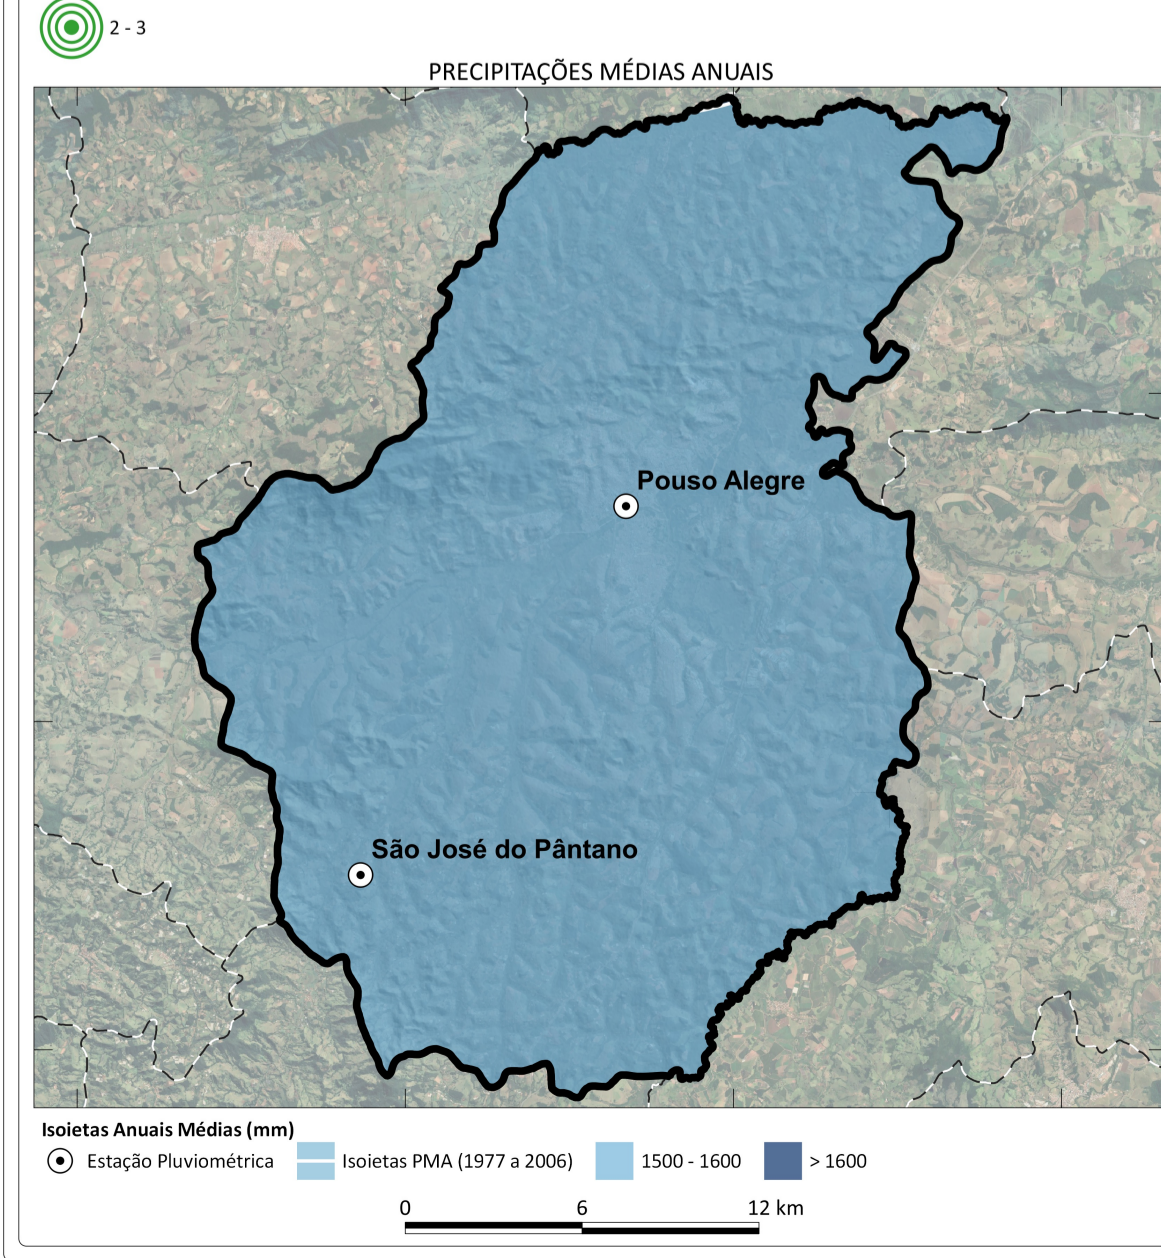 2 - 3
PRECIPITAÇÕES MÉDIAS ANUAIS
Pouso Alegre
São José do Pântano
Isoietas Anuais Médias (mm)
Estação Pluviométrica Isoietas PMA (1977 a 2006) 1500 - 1600 > 1600
0 6 12 km